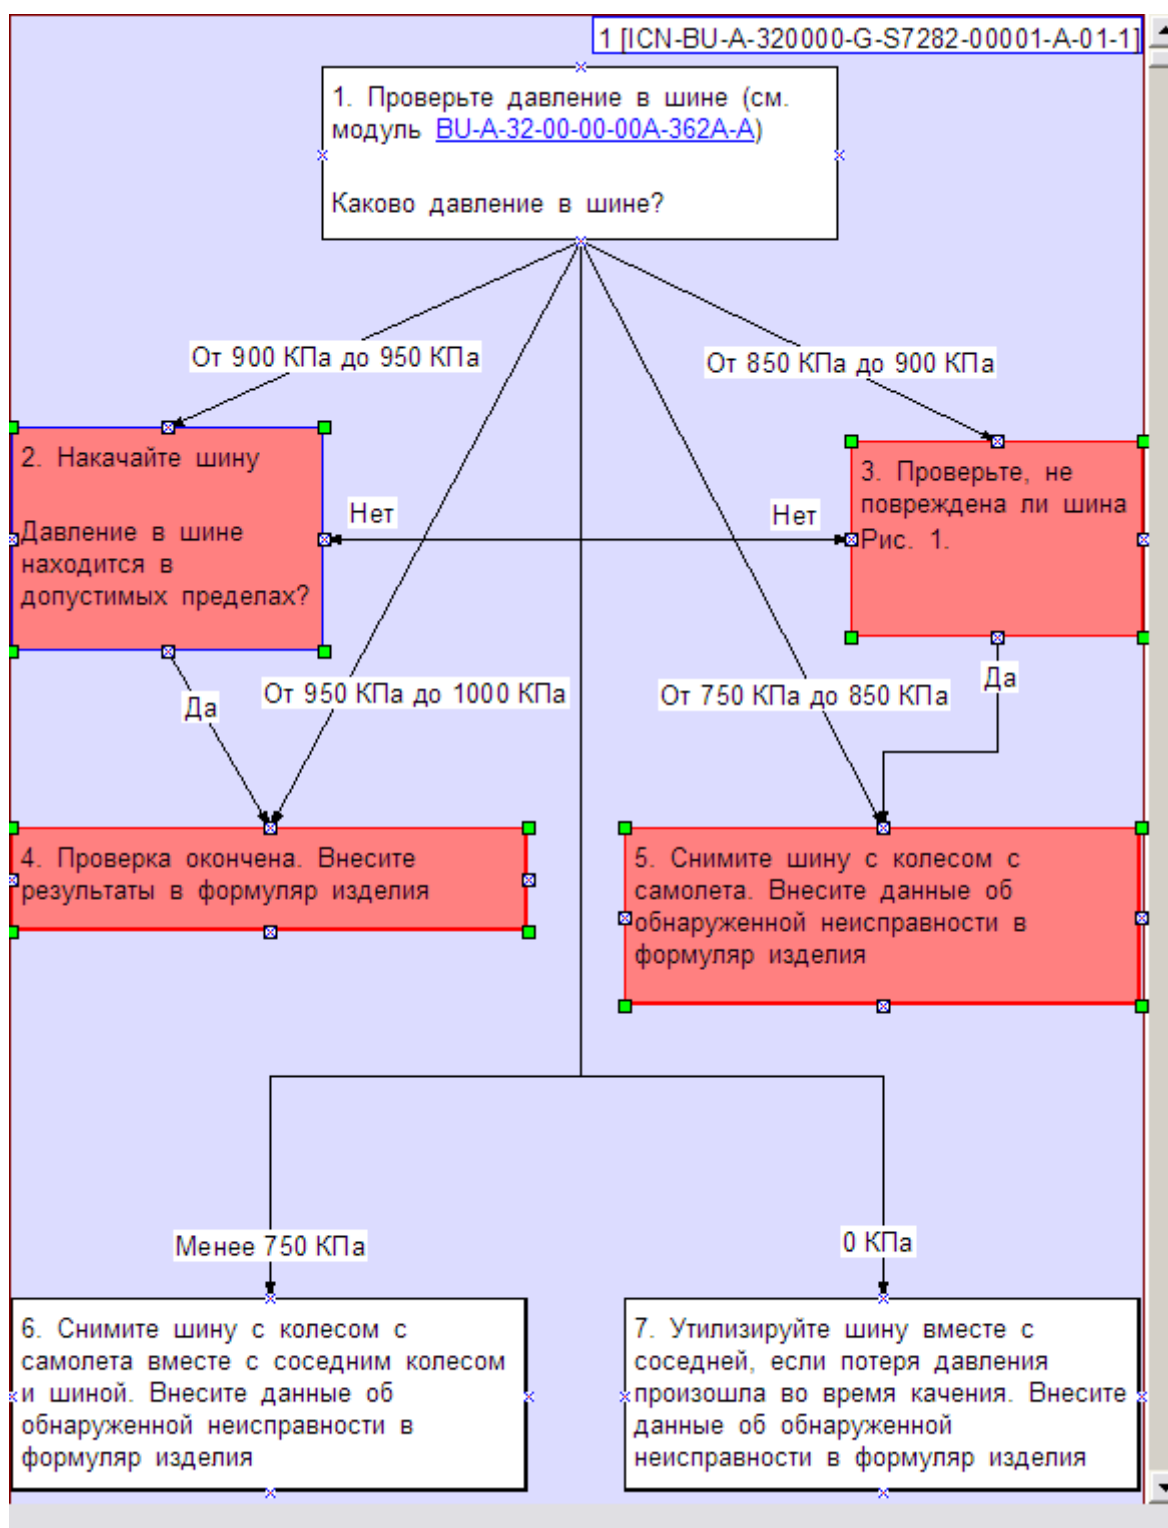 1 [ICN-BU-A-320000-G-S7282-00001-A-01-1]
1. Проверьте давление в шине (см.
модуль BU-A-32-00-00-00A-362A-A)
Каково давление в шине?
От 900 КПа до 950 КПа
От 850 КПа до 900 КПа
2. Накачайте шину
Давление в шине
находится в
допустимых пределах?
Нет
Нет
3. Проверьте, не
повреждена ли шина
Рис. 1.
Да
От 950 КПа до 1000 КПа
От 750 КПа до 850 КПа
Да
4. Проверка окончена. Внесите
результаты в формуляр изделия
5. Снимите шину с колесом с
самолета. Внесите данные об
обнаруженной неисправности в
формуляр изделия
Менее 750 КПа
0 КПа
6. Снимите шину с колесом с
самолета вместе с соседним колесом
и шиной. Внесите данные об
обнаруженной неисправности в
формуляр изделия
7. Утилизируйте шину вместе с
соседней, если потеря давления
произошла во время качения. Внесите
данные об обнаруженной
неисправности в формуляр изделия